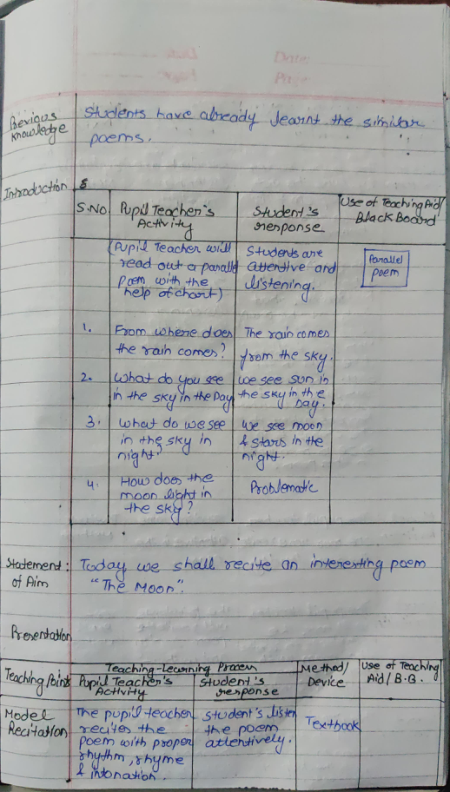 Date:
Page:
Previous Knowledge
Students have already learnt the similar
poems.
Introduction :
S.No. Pupil Teacher's Activity Student's response Use of Teaching Aid/ Black Board
(Pupil Teacher will Students are Parallel
read out a parallel attentive and poem
poem with the listening.
help of chart)
1. From where does The rain comes
the rain comes? from the sky.
2. What do you see we see sun in
in the sky in the Day the sky in the
Day.
3. What do we see we see moon
in the sky in & stars in the
night? night.
4. How does the Problematic
moon light in
the sky?
Statement : Today we shall recite an interesting poem
of Aim "The Moon".
Presentation
Teaching-Learning Process Method/ Use of Teaching
Teaching Point Pupil Teacher's Student's Device Aid/B.B.
Activity response
Model The pupil teacher Student's listen Textbook
Recitation recites the the poem
poem with proper attentively.
rhythm, rhyme
& intonation.